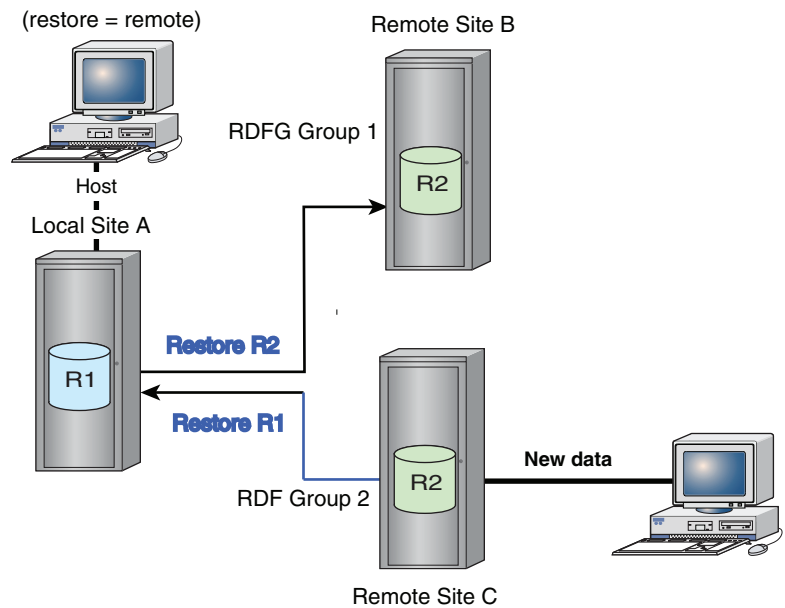 (restore = remote)
Remote Site B
RDFG Group 1
R2
Host
Local Site A
Restore R2
R1
Restore R1
R2
New data
RDF Group 2
Remote Site C